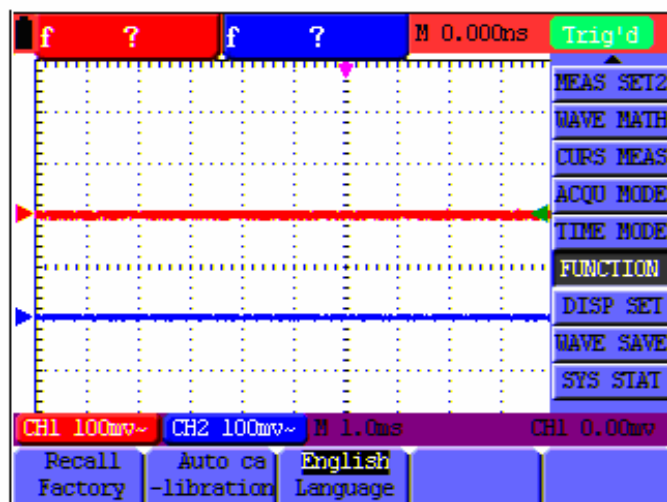 f ? f ? M 0.000ns Trig'd
MEAS SET2
WAVE MATH
CURS MEAS
ACQU MODE
TIME MODE
FUNCTION
DISP SET
WAVE SAVE
SYS STAT
CH1 100mv~ CH2 100mv~ M 1.0ms CH1 0.00mv
Recall Auto ca English
Factory -libration Language